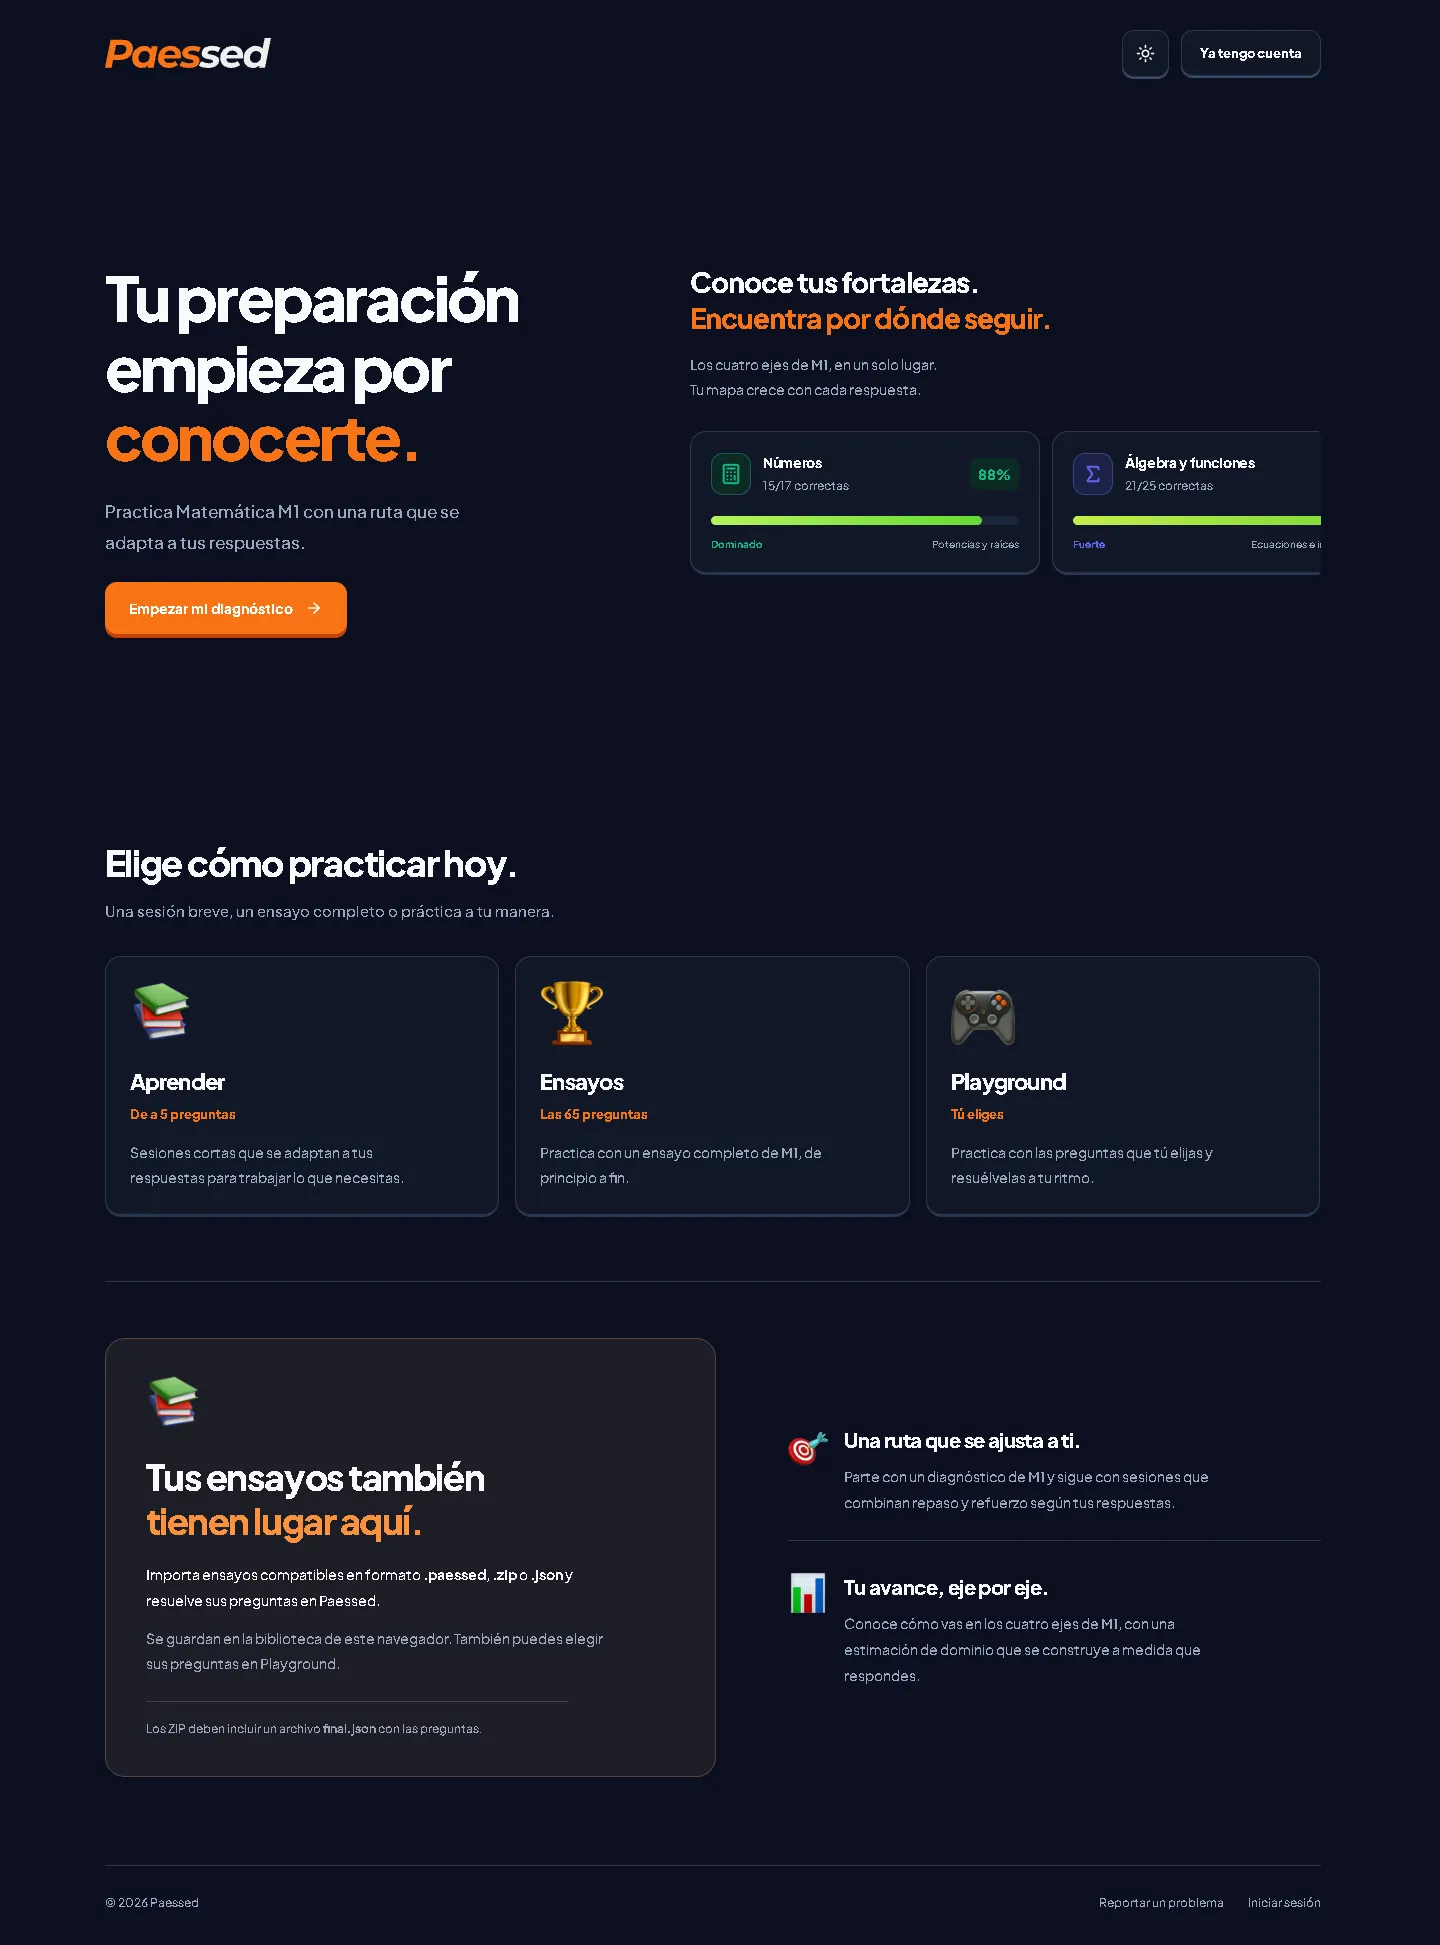 Paessed
Ya tengo cuenta
Tu preparación
empieza por
conocerte.
Practica Matemática M1 con una ruta que se
adapta a tus respuestas.
Empezar mi diagnóstico
Conoce tus fortalezas.
Encuentra por dónde seguir.
Los cuatro ejes de M1, en un solo lugar.
Tu mapa crece con cada respuesta.
Números
15/17 correctas
88%
Dominado
Potencias y raíces
Álgebra y funciones
21/25 correctas
Fuerte
Ecuaciones e
Elige cómo practicar hoy.
Una sesión breve, un ensayo completo o práctica a tu manera.
Aprender
De a 5 preguntas
Sesiones cortas que se adaptan a tus
respuestas para trabajar lo que necesitas.
Ensayos
Las 65 preguntas
Practica con un ensayo completo de M1, de
principio a fin.
Playground
Tú eliges
Practica con las preguntas que tú elijas y
resuélvelas a tu ritmo.
Tus ensayos también
tienen lugar aquí.
Importa ensayos compatibles en formato .paessed, .zip o .json y
resuelve sus preguntas en Paessed.
Se guardan en la biblioteca de este navegador. También puedes elegir
sus preguntas en Playground.
Los ZIP deben incluir un archivo final.json con las preguntas.
Una ruta que se ajusta a ti.
Parte con un diagnóstico de M1 y sigue con sesiones que
combinan repaso y refuerzo según tus respuestas.
Tu avance, eje por eje.
Conoce cómo vas en los cuatro ejes de M1, con una
estimación de dominio que se construye a medida que
respondes.
© 2026 Paessed
Reportar un problema
Iniciar sesión